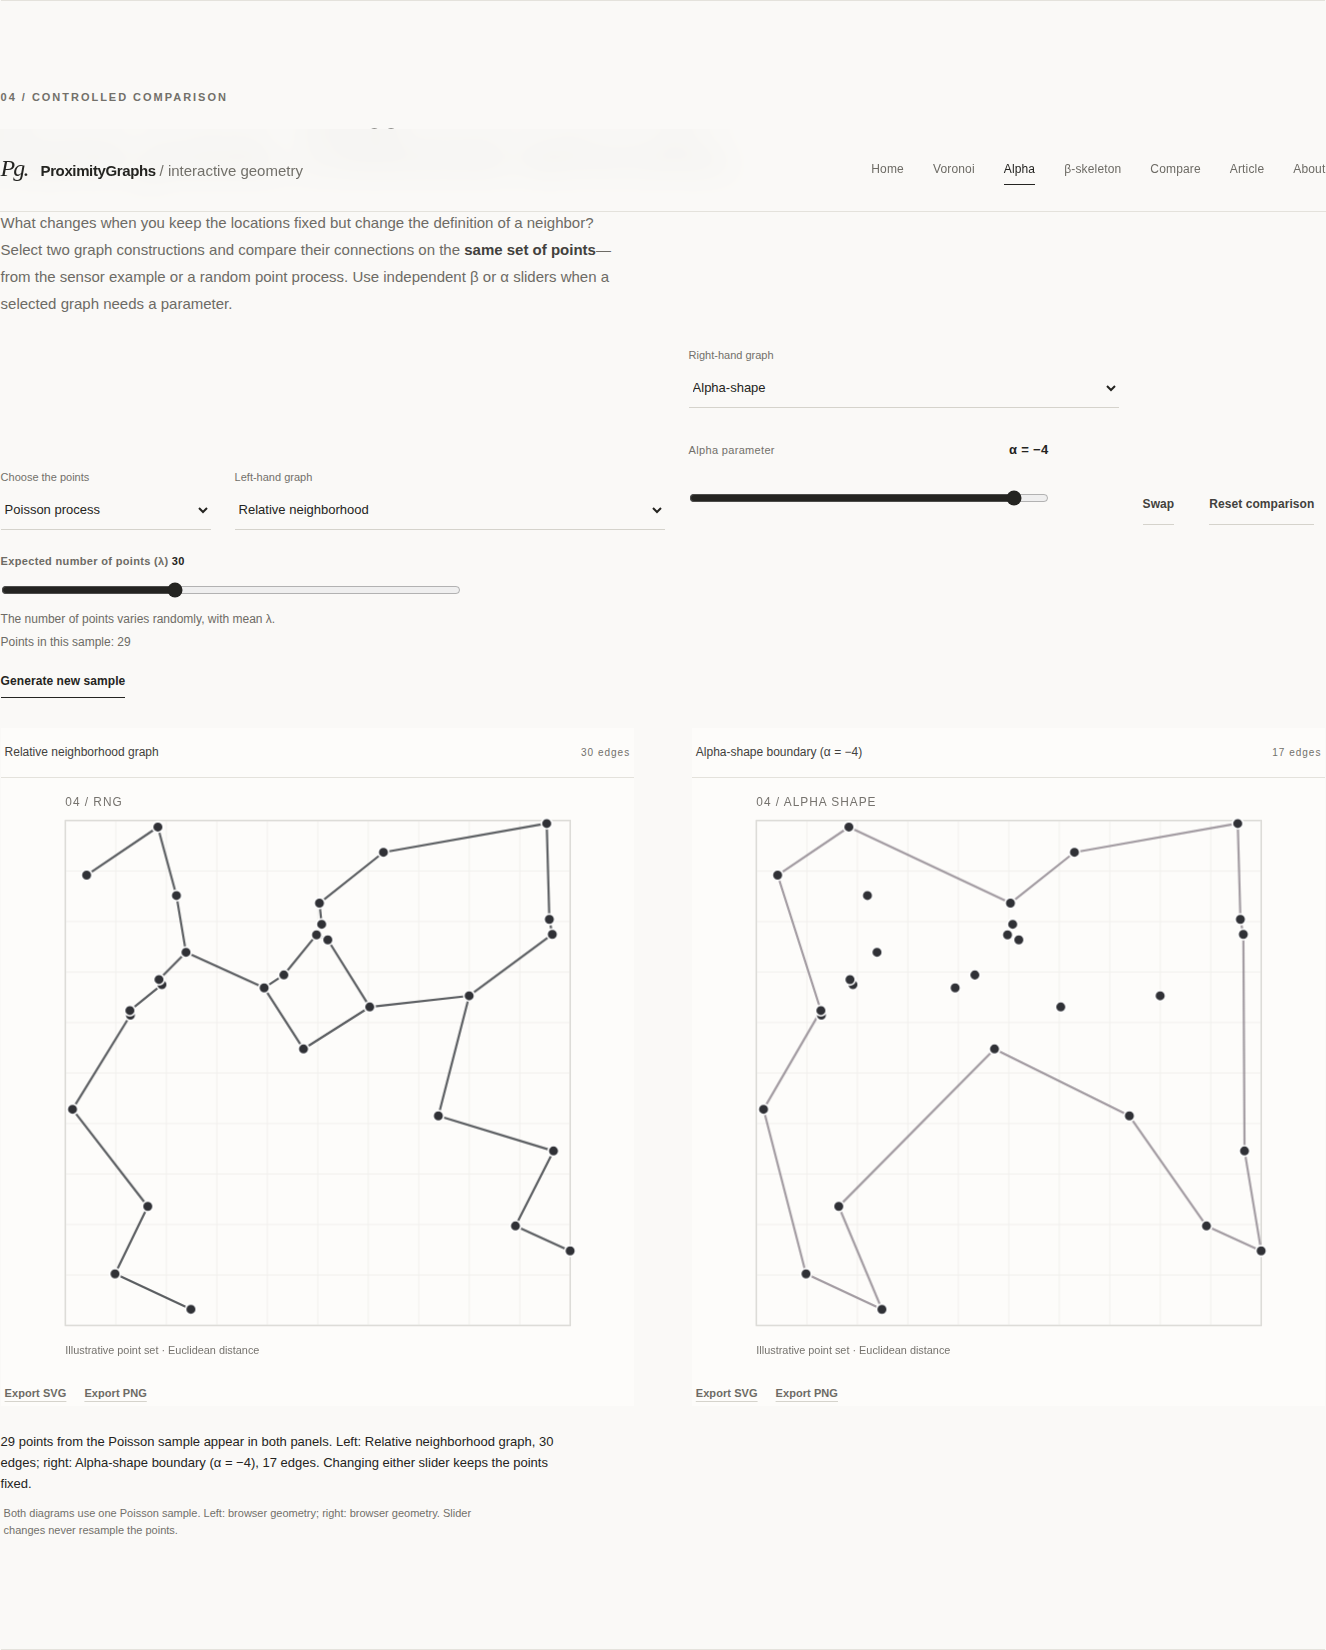 04 / CONTROLLED COMPARISON
Pg. ProximityGraphs / interactive geometry
Home Voronoi Alpha β-skeleton Compare Article About
What changes when you keep the locations fixed but change the definition of a neighbor?
Select two graph constructions and compare their connections on the same set of points—
from the sensor example or a random point process. Use independent β or α sliders when a
selected graph needs a parameter.
Right-hand graph
Alpha-shape
Alpha parameter α = −4
Choose the points Left-hand graph
Poisson process Relative neighborhood
Swap Reset comparison
Expected number of points (λ) 30
The number of points varies randomly, with mean λ.
Points in this sample: 29
Generate new sample
Relative neighborhood graph 30 edges
04 / RNG
Illustrative point set · Euclidean distance
Export SVG Export PNG
Alpha-shape boundary (α = −4) 17 edges
04 / ALPHA SHAPE
Illustrative point set · Euclidean distance
Export SVG Export PNG
29 points from the Poisson sample appear in both panels. Left: Relative neighborhood graph, 30
edges; right: Alpha-shape boundary (α = −4), 17 edges. Changing either slider keeps the points
fixed.
Both diagrams use one Poisson sample. Left: browser geometry; right: browser geometry. Slider
changes never resample the points.